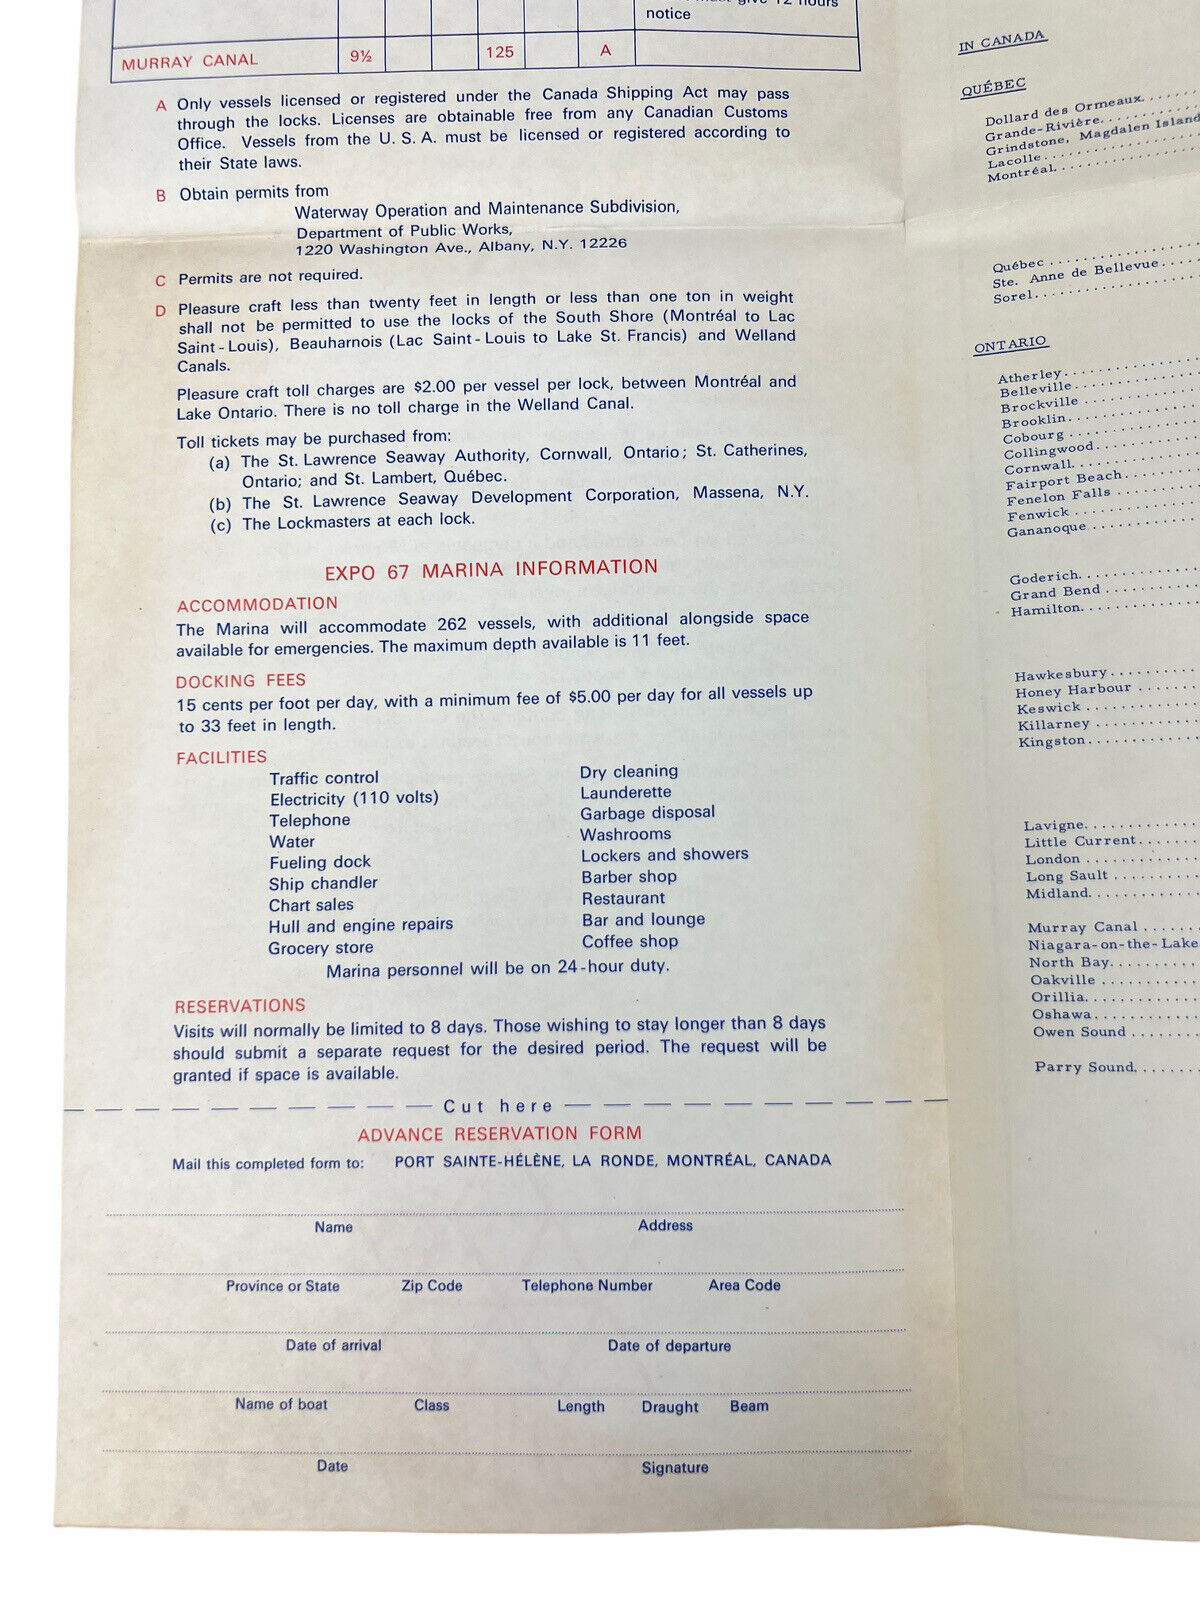 must give 12 hours
notice
MURRAY CANAL 9½ 125 A
A Only vessels licensed or registered under the Canada Shipping Act may pass
through the locks. Licenses are obtainable free from any Canadian Customs
Office. Vessels from the U. S. A. must be licensed or registered according to
their State laws.
B Obtain permits from
Waterway Operation and Maintenance Subdivision,
Department of Public Works,
1220 Washington Ave., Albany, N.Y. 12226
C Permits are not required.
D Pleasure craft less than twenty feet in length or less than one ton in weight
shall not be permitted to use the locks of the South Shore (Montréal to Lac
Saint-Louis), Beauharnois (Lac Saint-Louis to Lake St. Francis) and Welland
Canals.
Pleasure craft toll charges are $2.00 per vessel per lock, between Montréal and
Lake Ontario. There is no toll charge in the Welland Canal.
Toll tickets may be purchased from:
(a) The St. Lawrence Seaway Authority, Cornwall, Ontario; St. Catherines,
Ontario; and St. Lambert, Québec.
(b) The St. Lawrence Seaway Development Corporation, Massena, N.Y.
(c) The Lockmasters at each lock.
EXPO 67 MARINA INFORMATION
ACCOMMODATION
The Marina will accommodate 262 vessels, with additional alongside space
available for emergencies. The maximum depth available is 11 feet.
DOCKING FEES
15 cents per foot per day, with a minimum fee of $5.00 per day for all vessels up
to 33 feet in length.
FACILITIES
Traffic control
Electricity (110 volts)
Telephone
Water
Fueling dock
Ship chandler
Chart sales
Hull and engine repairs
Grocery store
Dry cleaning
Launderette
Garbage disposal
Washrooms
Lockers and showers
Barber shop
Restaurant
Bar and lounge
Coffee shop
Marina personnel will be on 24-hour duty.
RESERVATIONS
Visits will normally be limited to 8 days. Those wishing to stay longer than 8 days
should submit a separate request for the desired period. The request will be
granted if space is available.
Cut here
ADVANCE RESERVATION FORM
Mail this completed form to: PORT SAINTE-HÉLÈNE, LA RONDE, MONTRÉAL, CANADA
Name Address
Province or State Zip Code Telephone Number Area Code
Date of arrival Date of departure
Name of boat Class Length Draught Beam
Date Signature
IN CANADA
QUÉBEC
Dollard des Ormeaux.......
Grande-Rivière..........
Grindstone, Magdalen Island
Lacolle..............
Montréal.............
Québec..............
Ste. Anne de Bellevue....
Sorel................
ONTARIO
Atherley.............
Belleville............
Brockville...........
Brooklin.............
Cobourg.............
Collingwood..........
Cornwall.............
Fairport Beach........
Fenelon Falls.........
Fenwick.............
Gananoque...........
Goderich.............
Grand Bend..........
Hamilton.............
Hawkesbury..........
Honey Harbour.......
Keswick.............
Killarney............
Kingston.............
Lavigne.............
Little Current........
London..............
Long Sault...........
Midland.............
Murray Canal........
Niagara-on-the-Lake
North Bay...........
Oakville.............
Orillia..............
Oshawa..............
Owen Sound.........
Parry Sound.........